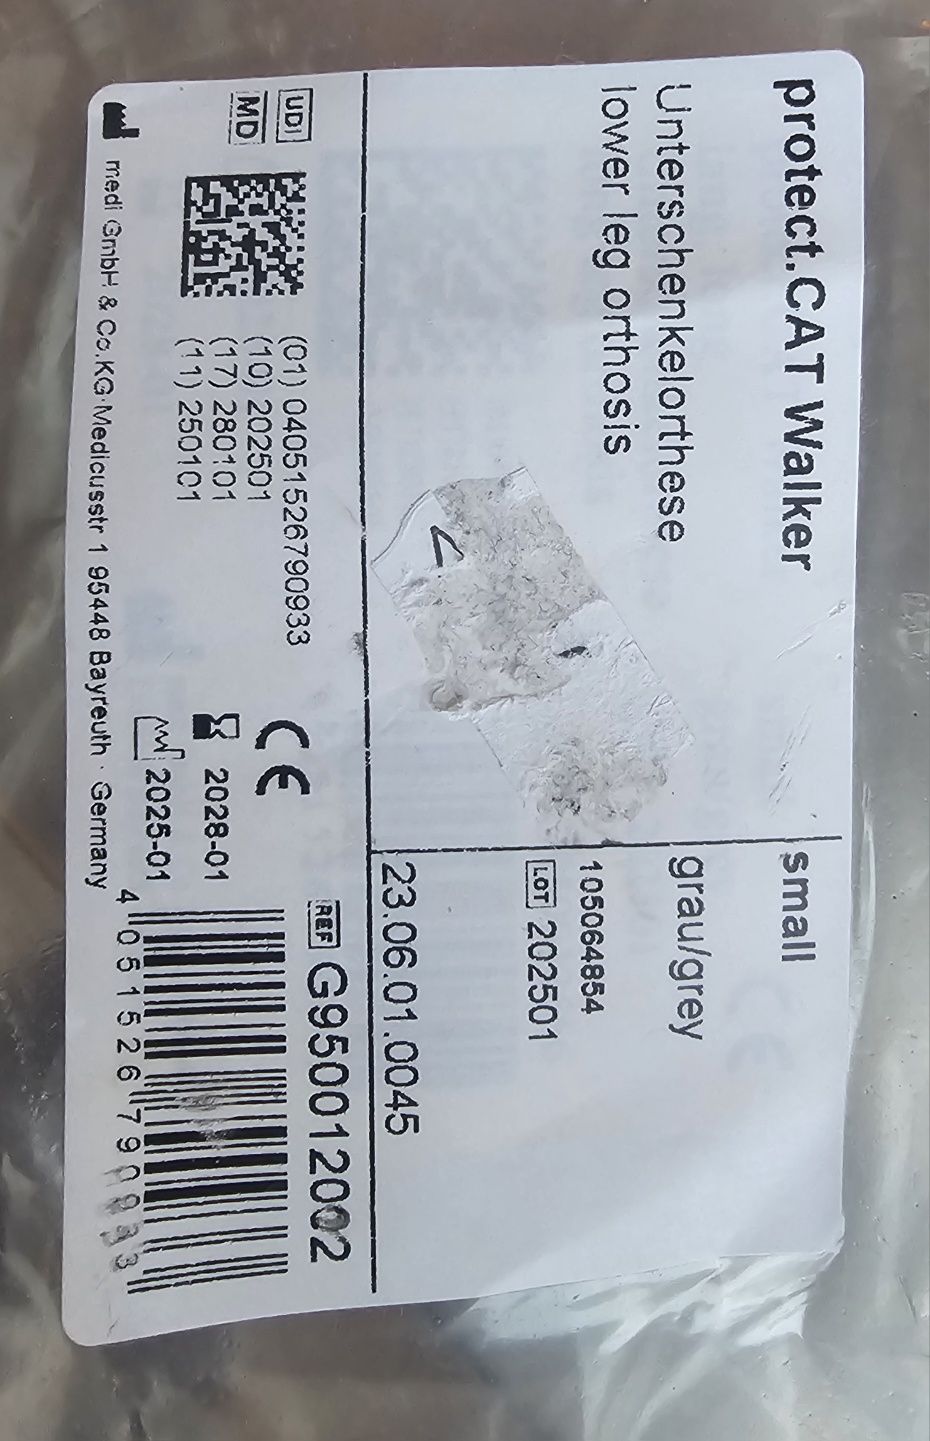 protect.CAT Walker
Unterschenkelorthese
lower leg orthosis
small
grau/grey
105064854
LOT 202501
23.06.01.0045
UDI
MD
(01) 04051526790933
(10) 202501
(17) 280101
(11) 250101
CE
2028-01
2025-01
REF G950012002
4 051526 790933
medi GmbH & Co.KG·Medicusstr 1 95448 Bayreuth · Germany